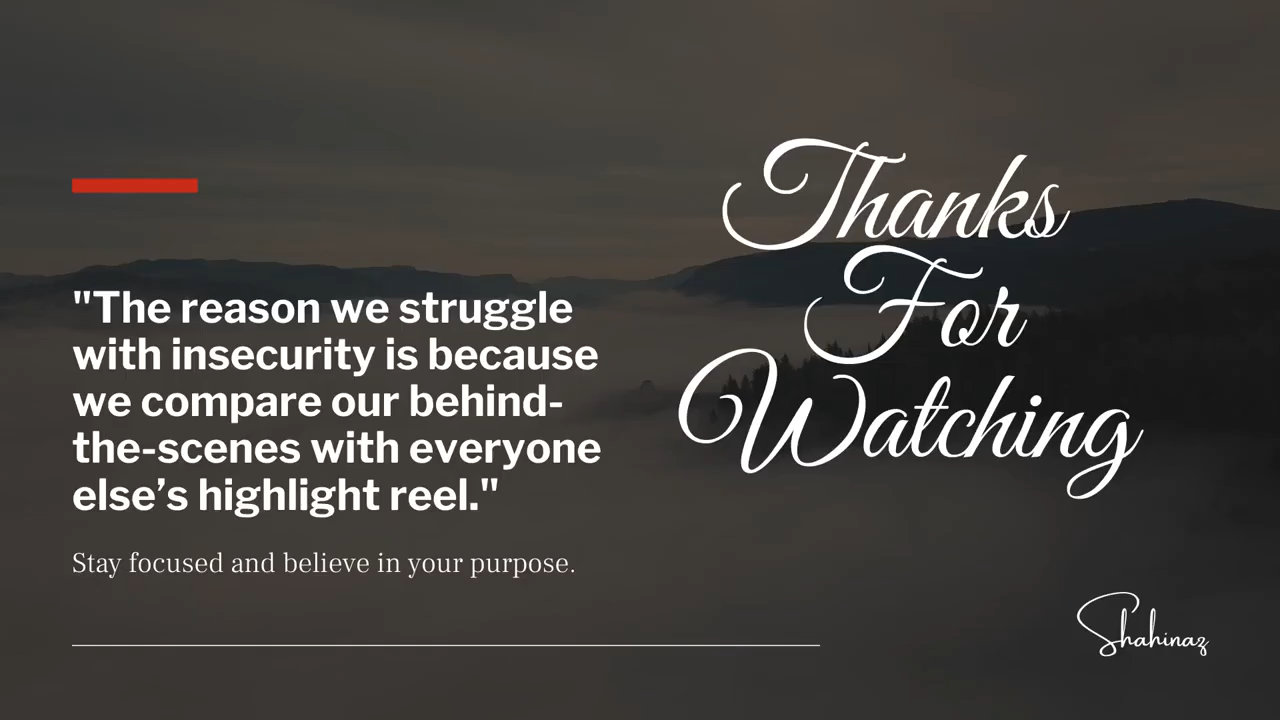 "The reason we struggle
with insecurity is because
we compare our behind-
the-scenes with everyone
else’s highlight reel."
Stay focused and believe in your purpose.
Thanks
For
Watching
Shahinaz